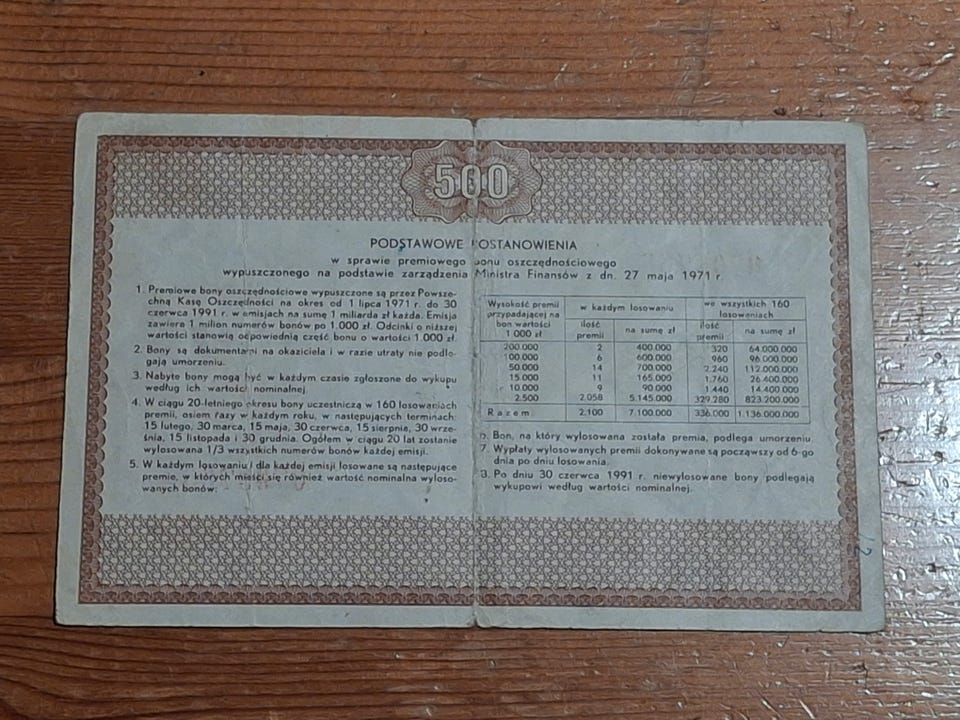 500
PODSTAWOWE POSTANOWIENIA
w sprawie premiowego bonu oszczędnościowego
wypuszczonego na podstawie zarządzenia Ministra Finansów z dn. 27 maja 1971 r.
1. Premiowe bony oszczędnościowe wypuszczone są przez Powsze-
chną Kasę Oszczędności na okres od 1 lipca 1971 r. do 30
czerwca 1991 r. w emisjach na sumę 1 miliarda zł każda. Emisja
zawiera 1 milion numerów bonów po 1.000 zł. Odcinki o niższej
wartości stanowią odpowiednią część bonu o wartości 1.000 zł.
2. Bony są dokumentami na okaziciela i w razie utraty nie podle-
gają umorzeniu.
3. Nabyte bony mogą być w każdym czasie zgłoszone do wykupu
według ich wartości nominalnej.
4. W ciągu 20-letniego okresu bony uczestniczą w 160 losowaniach
premii, osiem razy w każdym roku, w następujących terminach:
15 lutego, 30 marca, 15 maja, 30 czerwca, 15 sierpnia, 30 wrze-
śnia, 15 listopada i 30 grudnia. Ogółem w ciągu 20 lat zostanie
wylosowana 1/3 wszystkich numerów bonów każdej emisji.
5. W każdym losowaniu i dla każdej emisji losowane są następujące
premie, w których mieści się również wartość nominalna wyloso-
wanych bonów:
Wysokość premii przypadającej na bon wartości 1.000 zł | w każdym losowaniu | we wszystkich 160 losowaniach
ilość premii | na sumę zł | ilość premii | na sumę zł
200.000 2 400.000 320 64.000.000
100.000 6 600.000 960 96.000.000
50.000 14 700.000 2.240 112.000.000
15.000 11 165.000 1.760 26.400.000
10.000 9 90.000 1.440 14.400.000
2.500 2.058 5.145.000 329.280 823.200.000
Razem 2.100 7.100.000 336.000 1.136.000.000
6. Bon, na który wylosowana została premia, podlega umorzeniu.
7. Wypłaty wylosowanych premii dokonywane są począwszy od 6-go
dnia po dniu losowania.
8. Po dniu 30 czerwca 1991 r. niewylosowane bony podlegają
wykupowi według wartości nominalnej.